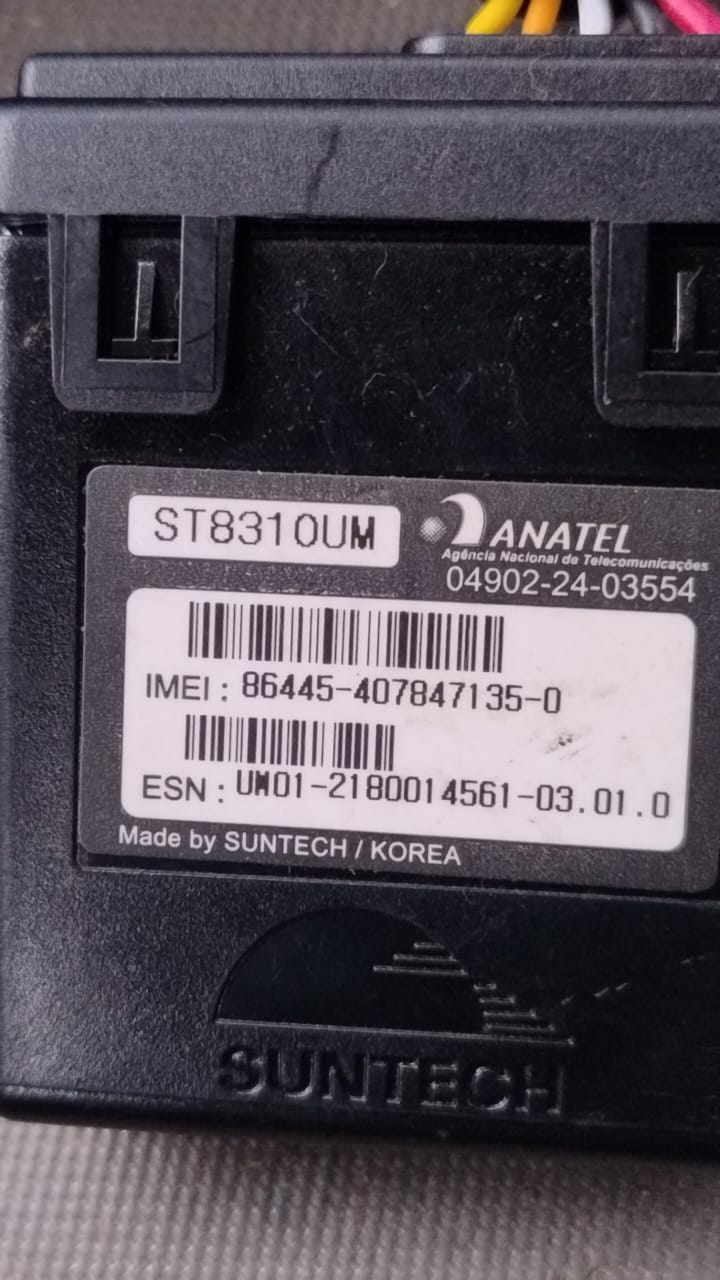 ST8310UM
ANATEL
Agência Nacional de Telecomunicações
04902-24-03554
IMEI : 86445-407847135-0
ESN : UM01-2180014561-03.01.0
Made by SUNTECH / KOREA
SUNTECH